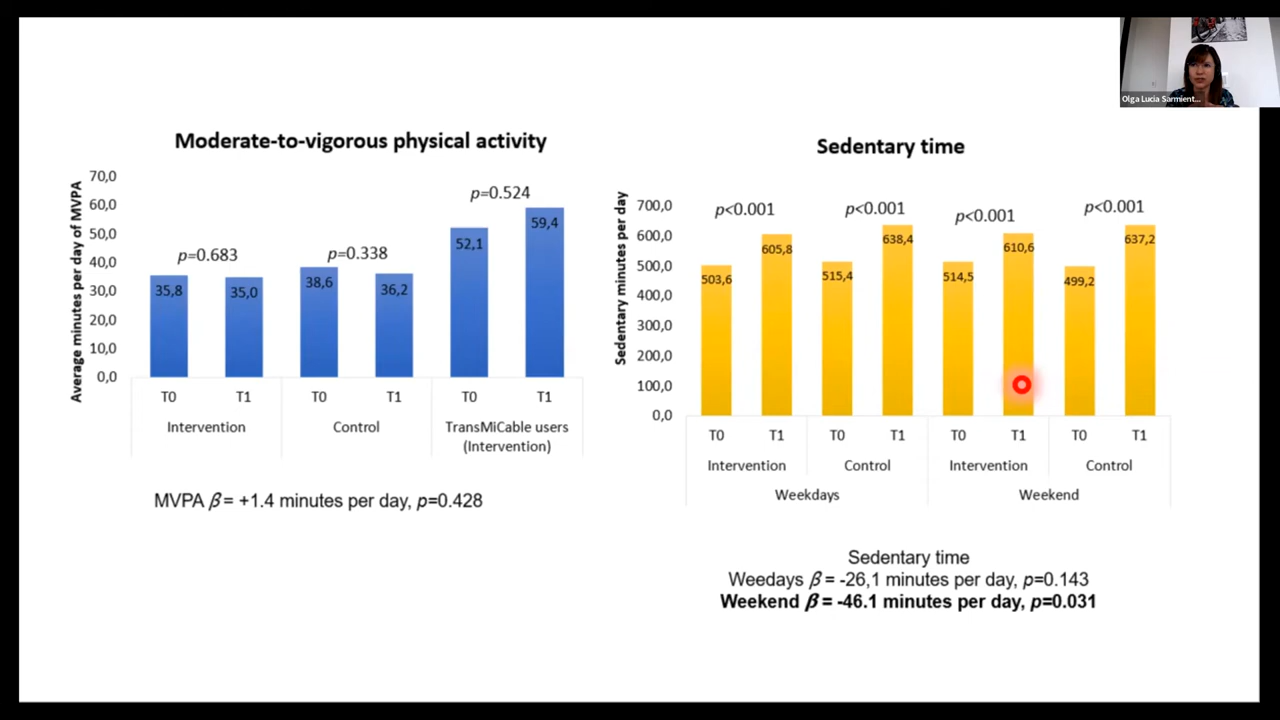 Olga Lucia Sarmient...
Moderate-to-vigorous physical activity
Average minutes per day of MVPA
70,0
60,0
50,0
40,0
30,0
20,0
10,0
0,0
p=0.683
p=0.338
p=0.524
35,8
35,0
38,6
36,2
52,1
59,4
T0 T1 T0 T1 T0 T1
Intervention Control TransMiCable users
(Intervention)
MVPA β = +1.4 minutes per day, p=0.428
Sedentary time
Sedentary minutes per day
700,0
600,0
500,0
400,0
300,0
200,0
100,0
0,0
p<0.001
p<0.001
p<0.001
p<0.001
503,6
605,8
515,4
638,4
514,5
610,6
499,2
637,2
T0 T1 T0 T1 T0 T1 T0 T1
Intervention Control Intervention Control
Weekdays Weekend
Sedentary time
Weedays β = -26,1 minutes per day, p=0.143
Weekend β = -46.1 minutes per day, p=0.031